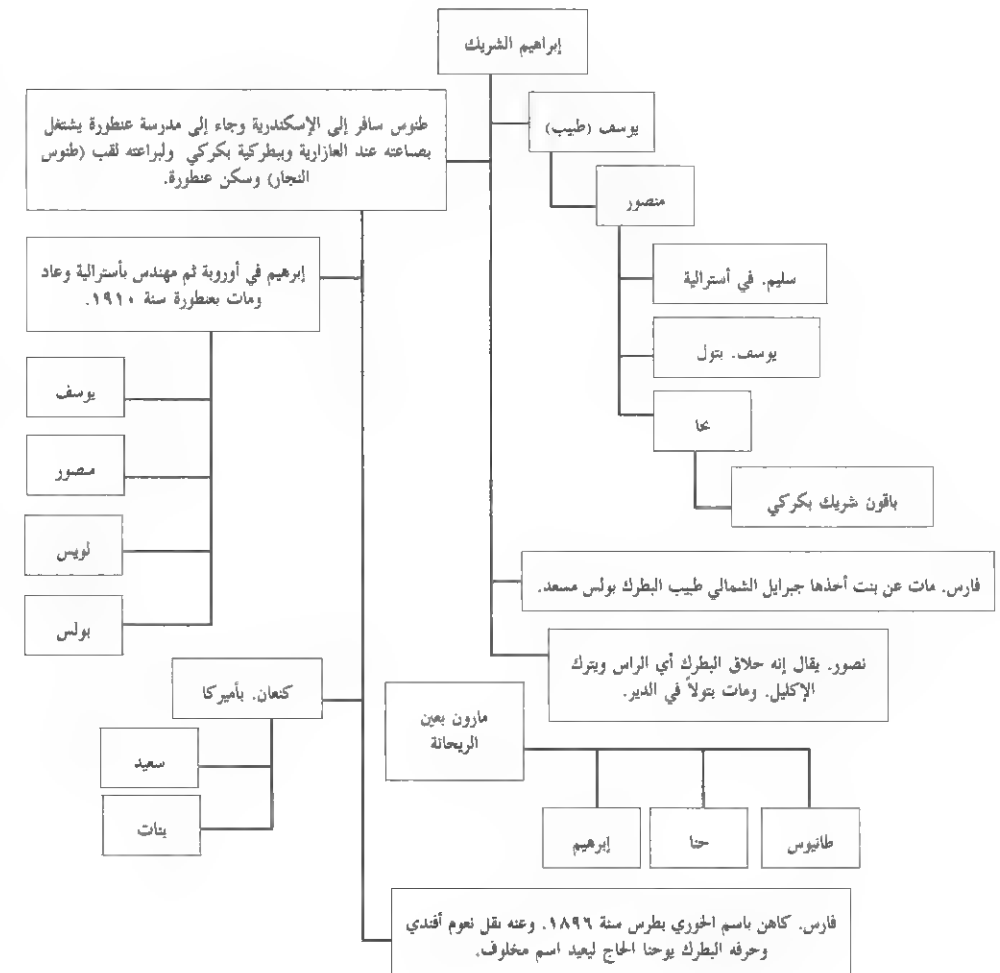 إبراهيم الشريك
يوسف (طبيب)
منصور
سليم. في أسترالية
يوسف. بتول
بحا
باقون شريك بكركي
طنوس سافر إلى الإسكندرية وجاء إلى مدرسة عنطورة يشتغل
بصناعته عند العازارية وببطركية بكركي ولبراعته لقب (طنوس
النجار) وسكن عنطورة.
إبرهيم في أوروبة ثم مهندس بأسترالية وعاد
ومات بعنطورة سنة ١٩١٠.
يوسف
منصور
لويس
بولس
فارس. مات عن بنت أخذها جبرايل الشمالي طبيب البطرك بولس مسعد.
نصور. يقال إنه حلاق البطرك أي الراس ويترك
الإكليل. ومات بتولاً في الدير.
كنعان. بأميركا
سعيد
بنات
مارون بعين
الريحانة
طانيوس
حنا
إبرهيم
فارس. كاهن باسم الخوري بطرس سنة ١٨٩٦. وعنه نقل نعوم أفندي
وحرفه البطرك يوحنا الحاج ليعيد اسم مخلوف.